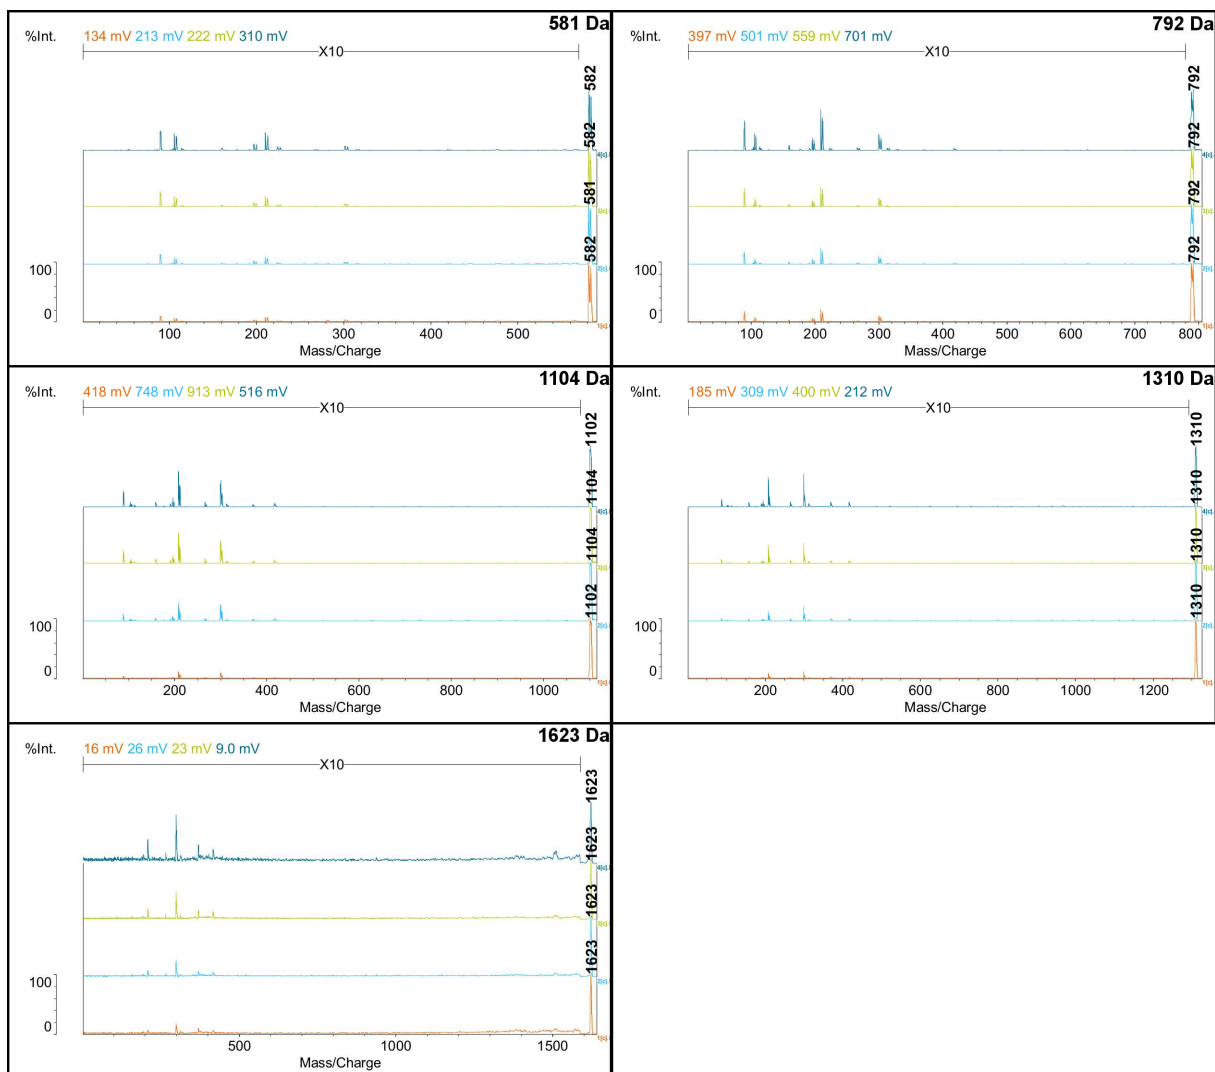 581 Da
%Int.
134 mV 213 mV 222 mV 310 mV
X10
582
582
581
582
100
0
100 200 300 400 500
Mass/Charge
792 Da
%Int.
397 mV 501 mV 559 mV 701 mV
X10
792
792
792
792
100
0
100 200 300 400 500 600 700 800
Mass/Charge
1104 Da
%Int.
418 mV 748 mV 913 mV 516 mV
X10
1102
1104
1104
1102
100
0
200 400 600 800 1000
Mass/Charge
1310 Da
%Int.
185 mV 309 mV 400 mV 212 mV
X10
1310
1310
1310
1310
100
0
200 400 600 800 1000 1200
Mass/Charge
1623 Da
%Int.
16 mV 26 mV 23 mV 9.0 mV
X10
1623
1623
1623
1623
100
0
500 1000 1500
Mass/Charge